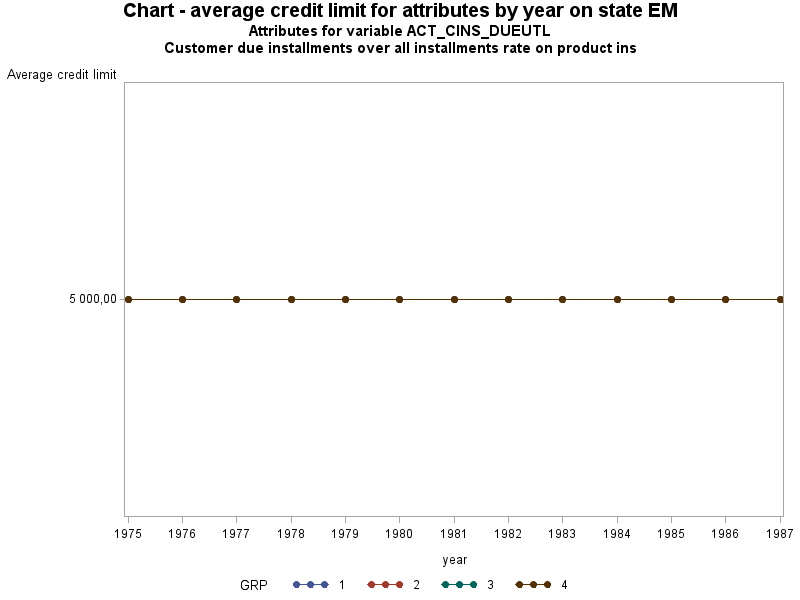 Chart - average credit limit for attributes by year on state EM
Attributes for variable ACT_CINS_DUEUTL
Customer due installments over all installments rate on product ins
Average credit limit
5 000,00
1975 1976 1977 1978 1979 1980 1981 1982 1983 1984 1985 1986 1987
year
GRP 1 2 3 4